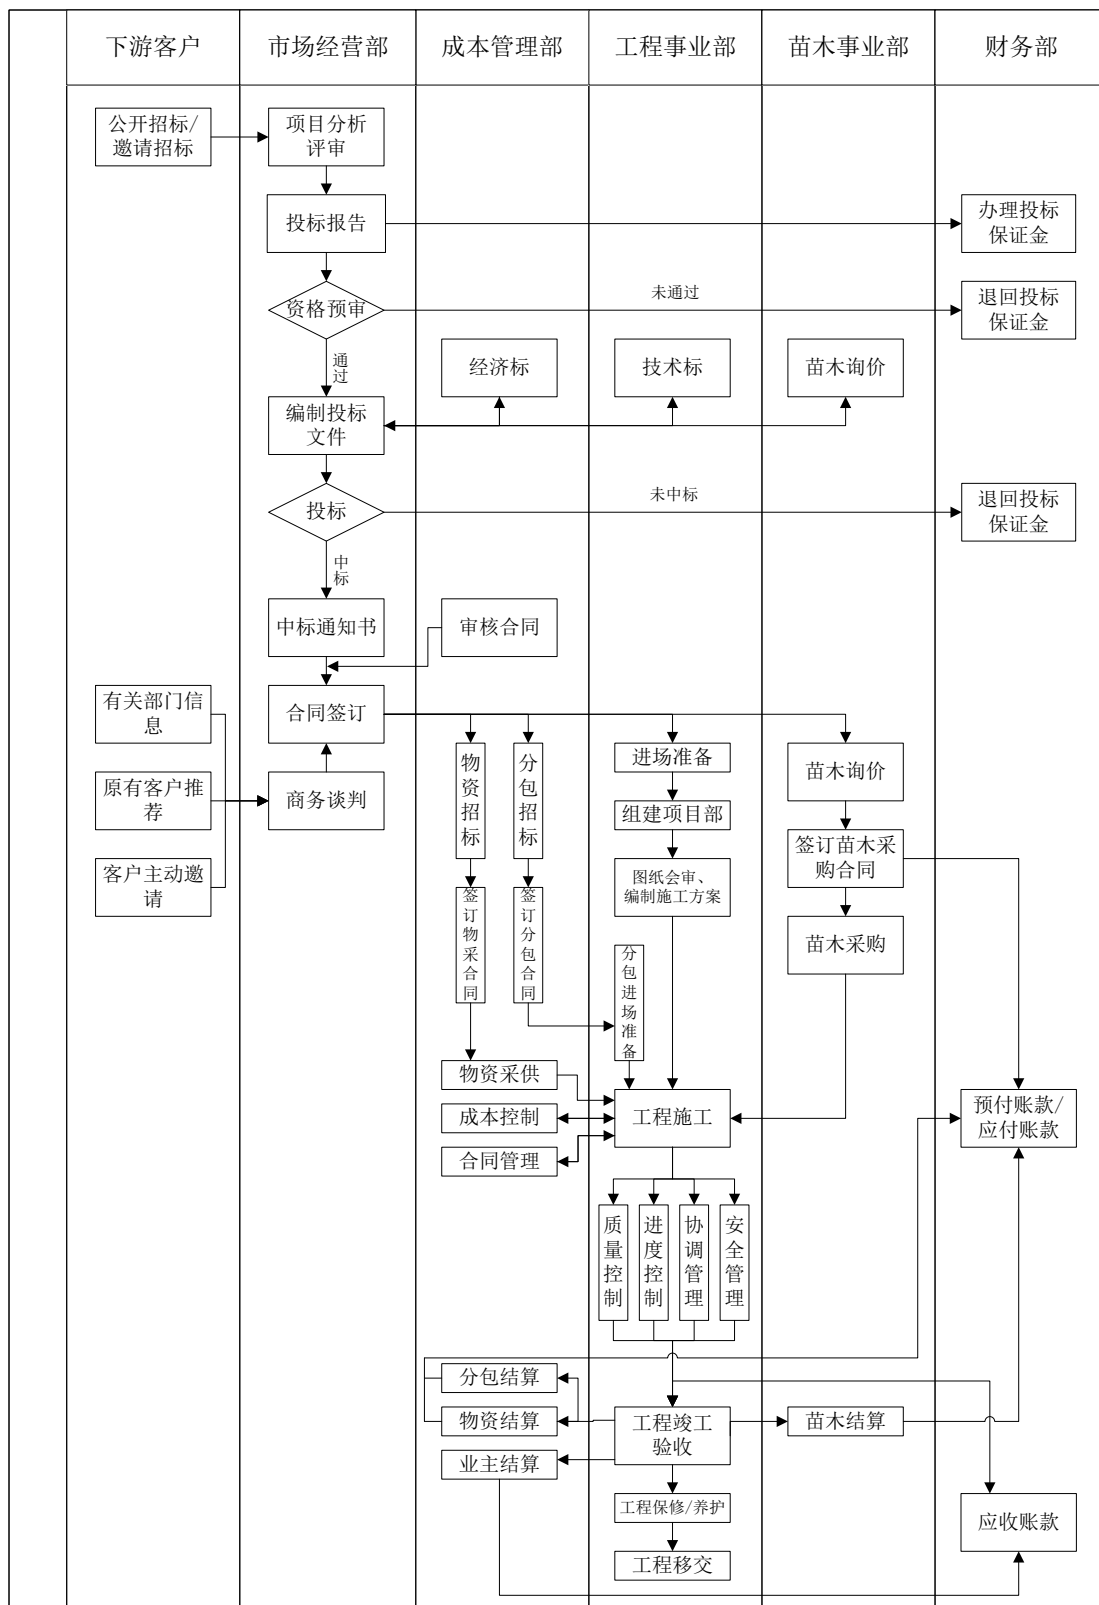 下游客户
市场经营部
成本管理部
工程事业部
苗木事业部
财务部
公开招标/
邀请招标
项目分析
评审
投标报告
办理投标
保证金
资格预审
未通过
退回投标
保证金
通过
经济标
技术标
苗木询价
编制投标
文件
投标
未中标
退回投标
保证金
中标
中标通知书
审核合同
有关部门信
息
合同签订
物资招标
分包招标
进场准备
苗木询价
原有客户推
荐
商务谈判
组建项目部
签订苗木采
购合同
客户主动邀
请
签订物采合同
签订分包合同
图纸会审、
编制施工方案
苗木采购
分包进场准备
物资采供
成本控制
合同管理
工程施工
预付账款/
应付账款
质量控制
进度控制
协调管理
安全管理
分包结算
物资结算
业主结算
工程竣工
验收
苗木结算
工程保修/养护
应收账款
工程移交